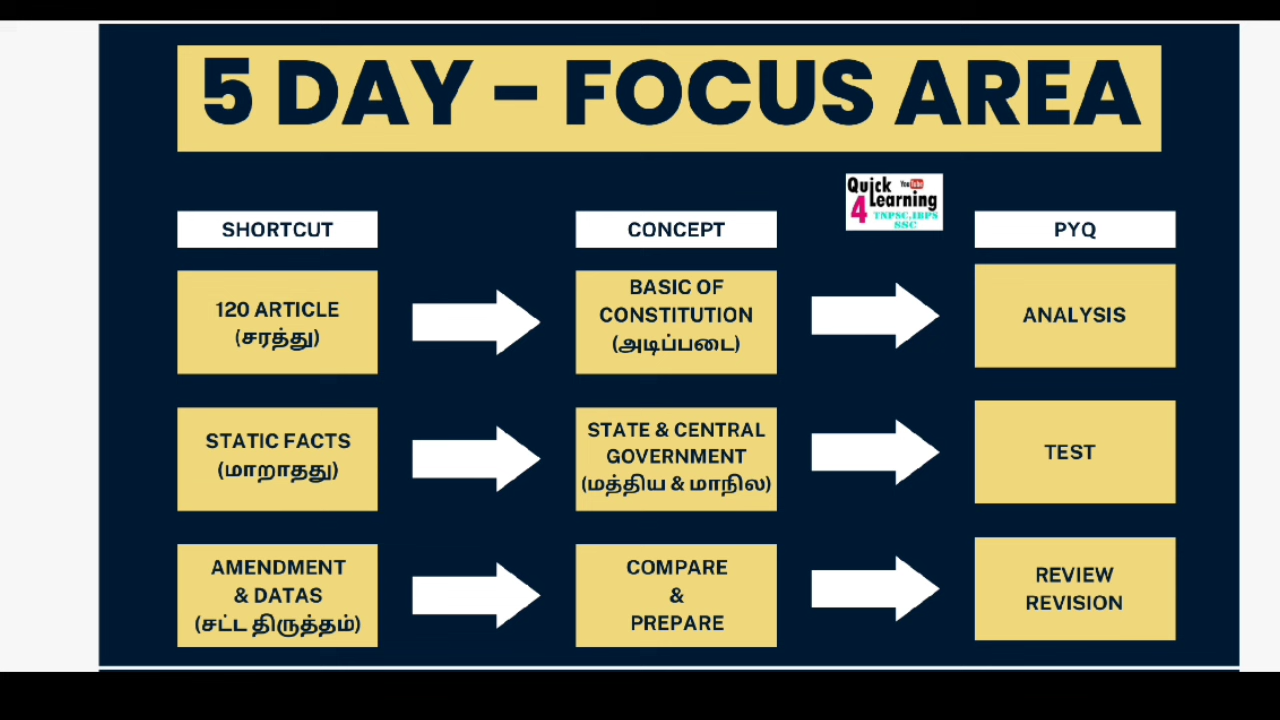 5 DAY – FOCUS AREA
Quick YouTube
4 Learning
TNPSC,IBPS
SSC
SHORTCUT
CONCEPT
PYQ
120 ARTICLE
(சரத்து)
BASIC OF
CONSTITUTION
(அடிப்படை)
ANALYSIS
STATIC FACTS
(மாறாதது)
STATE & CENTRAL
GOVERNMENT
(மத்திய & மாநில)
TEST
AMENDMENT
& DATAS
(சட்ட திருத்தம்)
COMPARE
&
PREPARE
REVIEW
REVISION